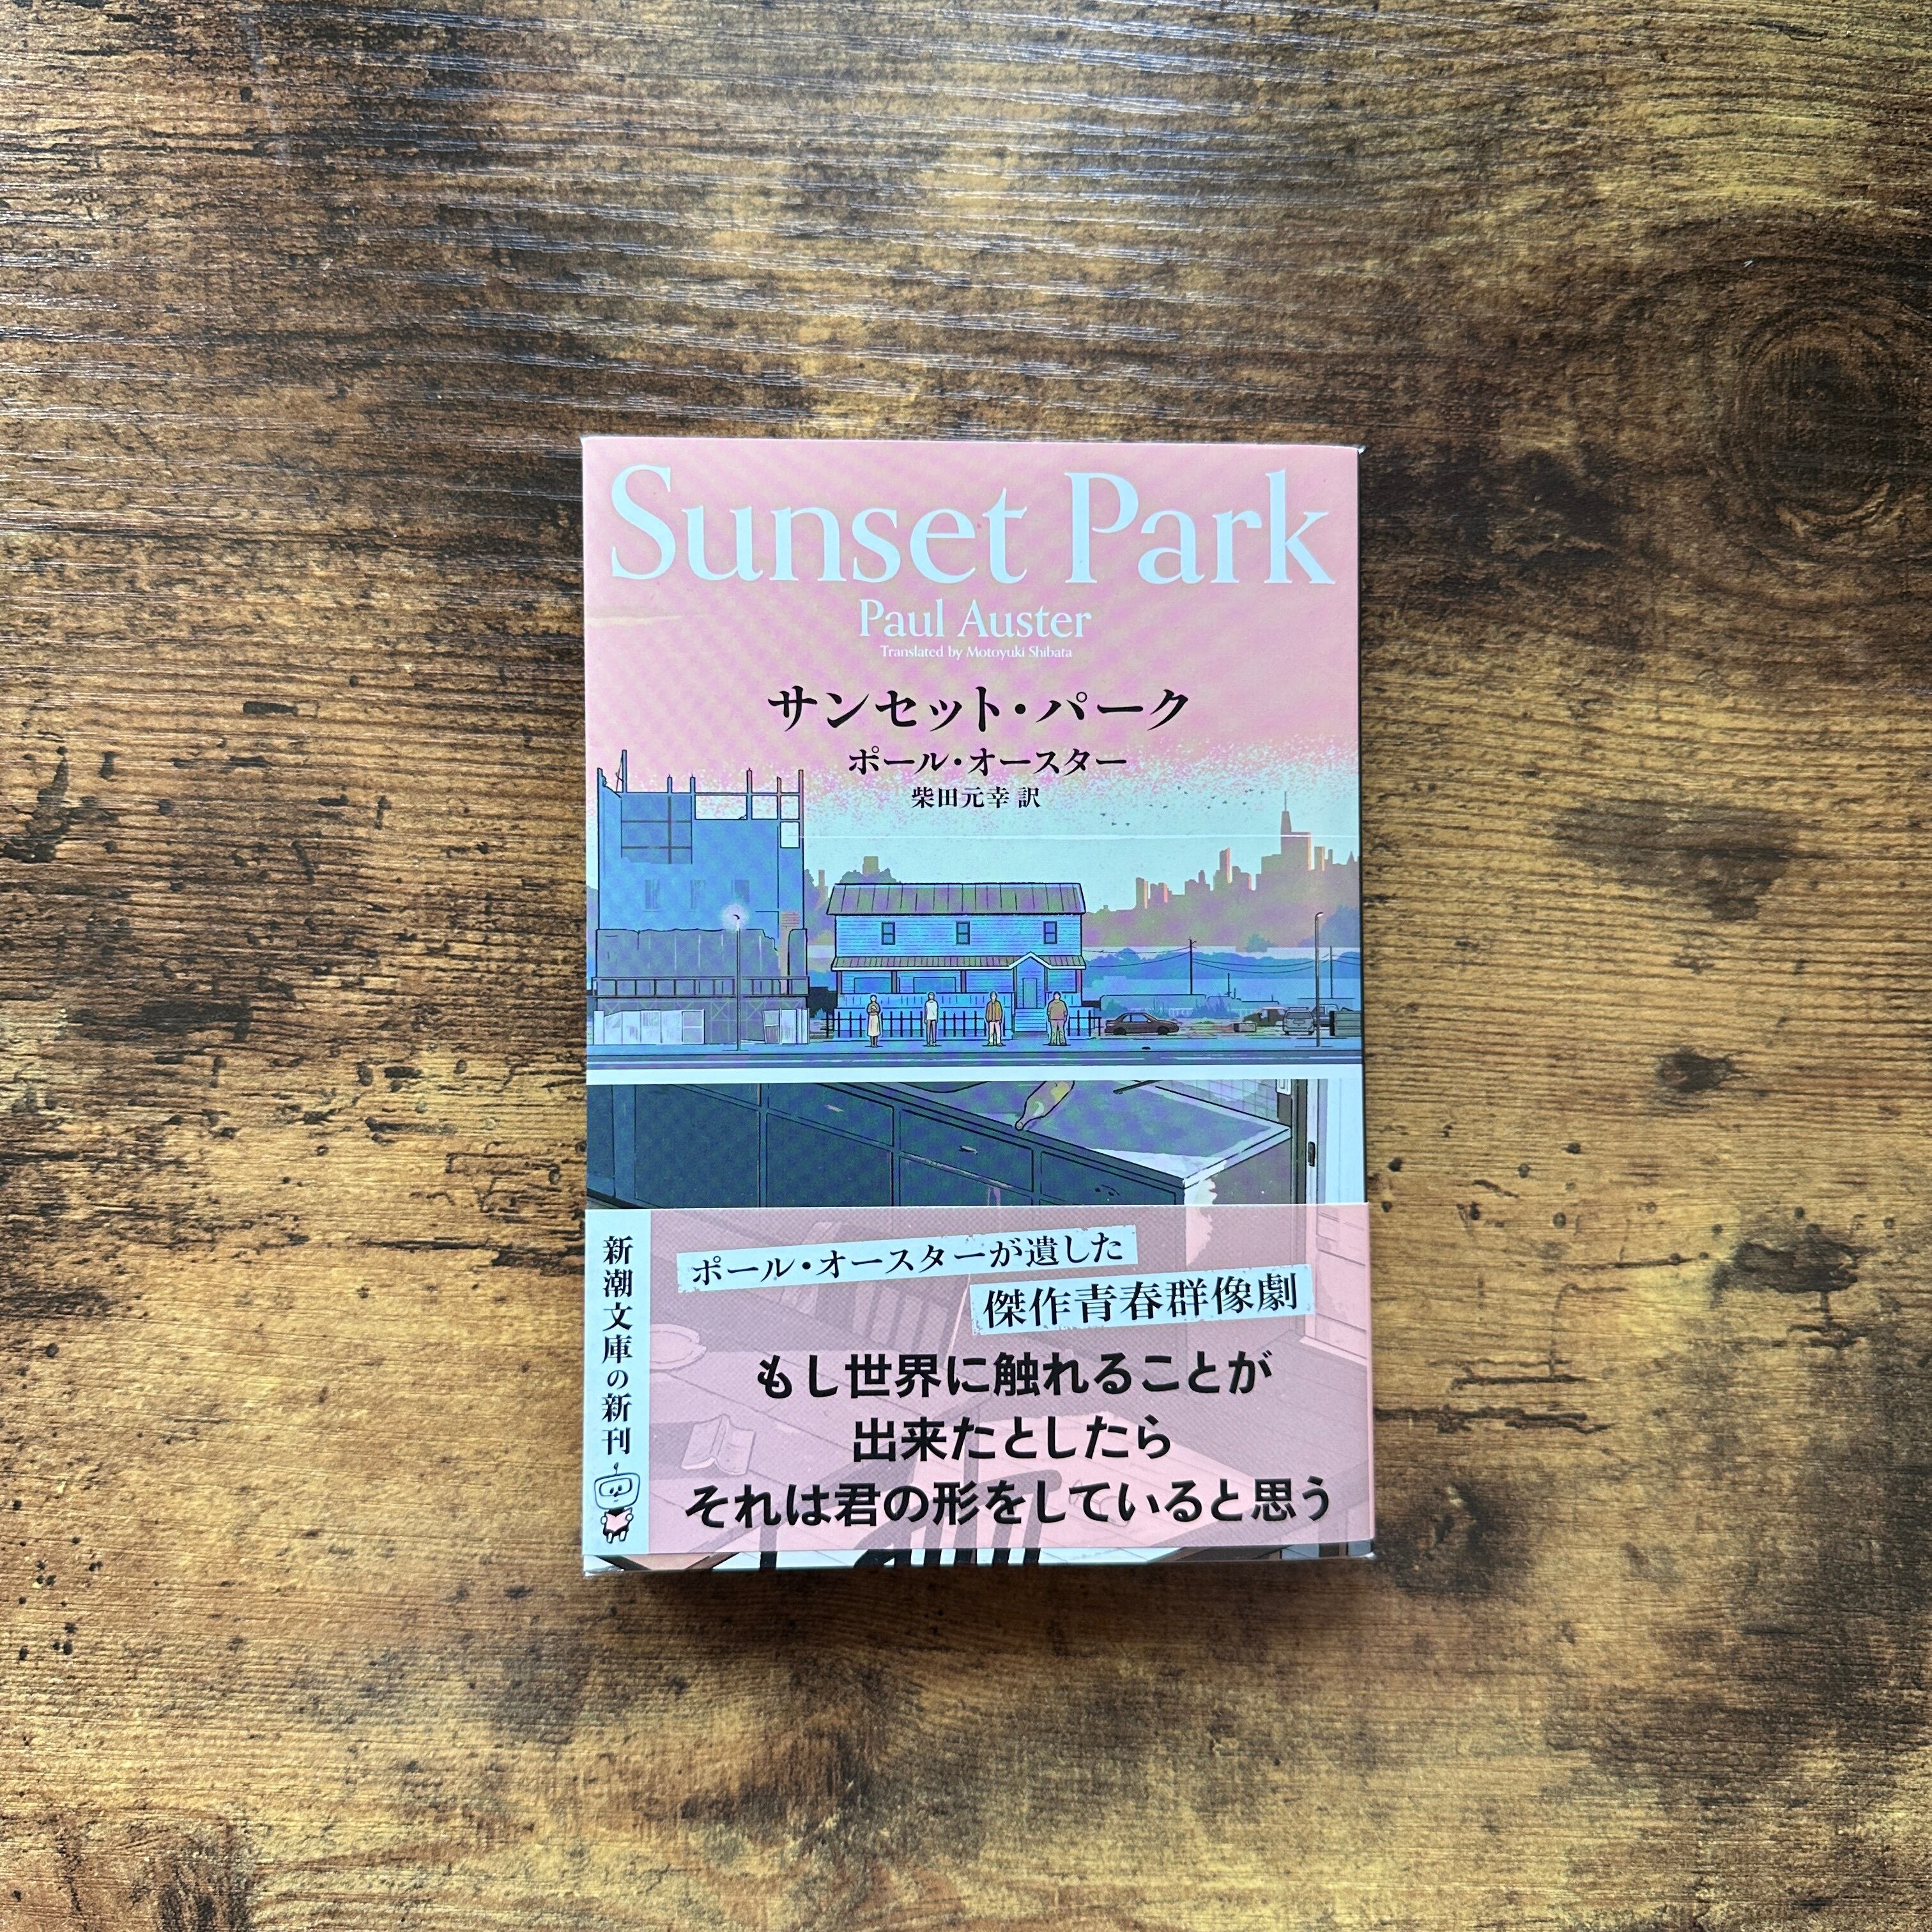 Sunset Park
Paul Auster
Translated by Motoyuki Shibata
サンセット・パーク
ポール・オースター
柴田元幸 訳
新潮文庫の新刊
ポール・オースターが遺した
傑作青春群像劇
もし世界に触れることが
出来たとしたら
それは君の形をしていると思う